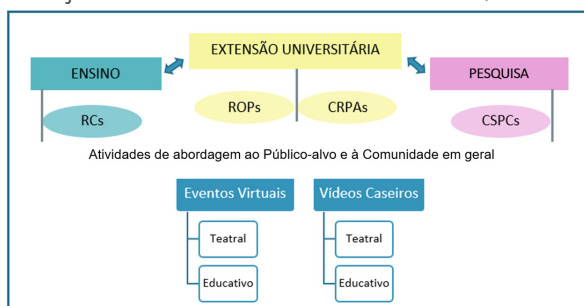 EXTENSÃO UNIVERSITÁRIA
ENSINO
PESQUISA
ROPs
CRPAs
RCs
CSPCs
Atividades de abordagem ao Público-alvo e à Comunidade em geral
Eventos Virtuais
Vídeos Caseiros
Teatral
Teatral
Educativo
Educativo